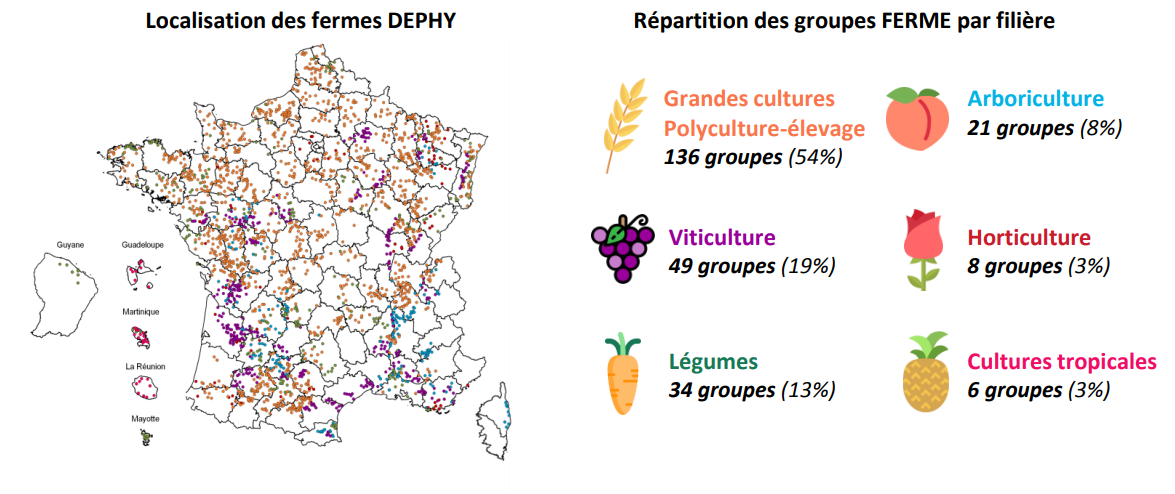 Localisation des fermes DEPHY
Guyane
Guadeloupe
Martinique
La Réunion
Mayotte
Répartition des groupes FERME par filière
Grandes cultures
Polyculture-élevage
136 groupes (54%)
Arboriculture
21 groupes (8%)
Viticulture
49 groupes (19%)
Horticulture
8 groupes (3%)
Légumes
34 groupes (13%)
Cultures tropicales
6 groupes (3%)